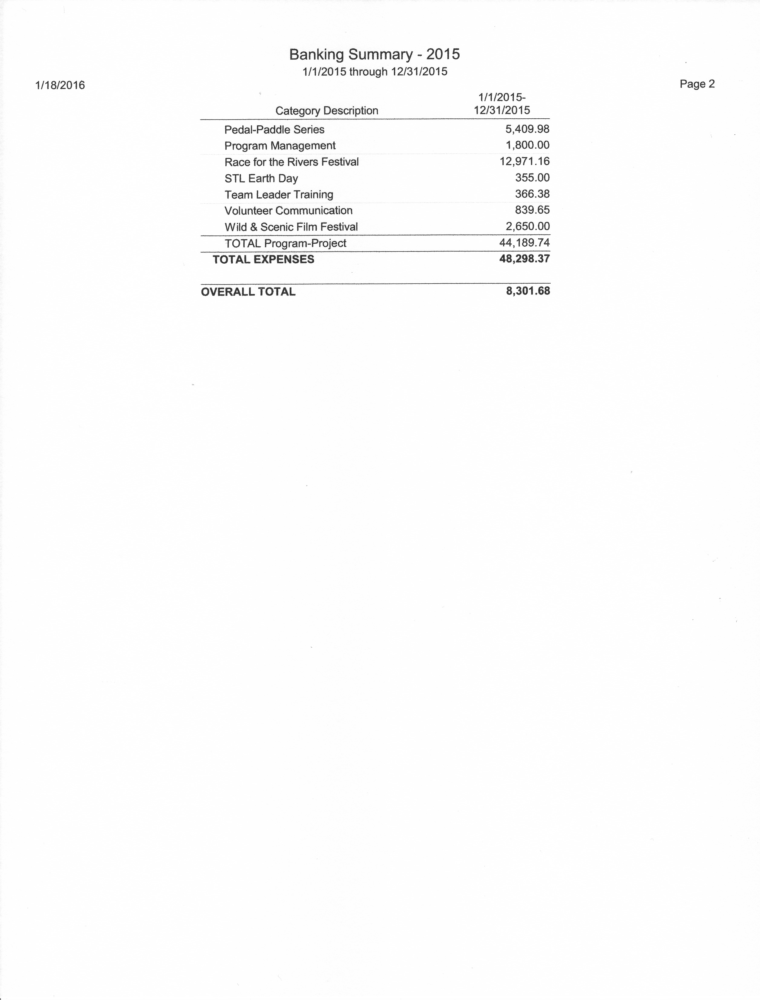 Banking Summary - 2015
1/1/2015 through 12/31/2015
1/18/2016 Page 2
1/1/2015-
Category Description 12/31/2015
Pedal-Paddle Series 5,409.98
Program Management 1,800.00
Race for the Rivers Festival 12,971.16
STL Earth Day 355.00
Team Leader Training 366.38
Volunteer Communication 839.65
Wild & Scenic Film Festival 2,650.00
TOTAL Program-Project 44,189.74
TOTAL EXPENSES 48,298.37
OVERALL TOTAL 8,301.68